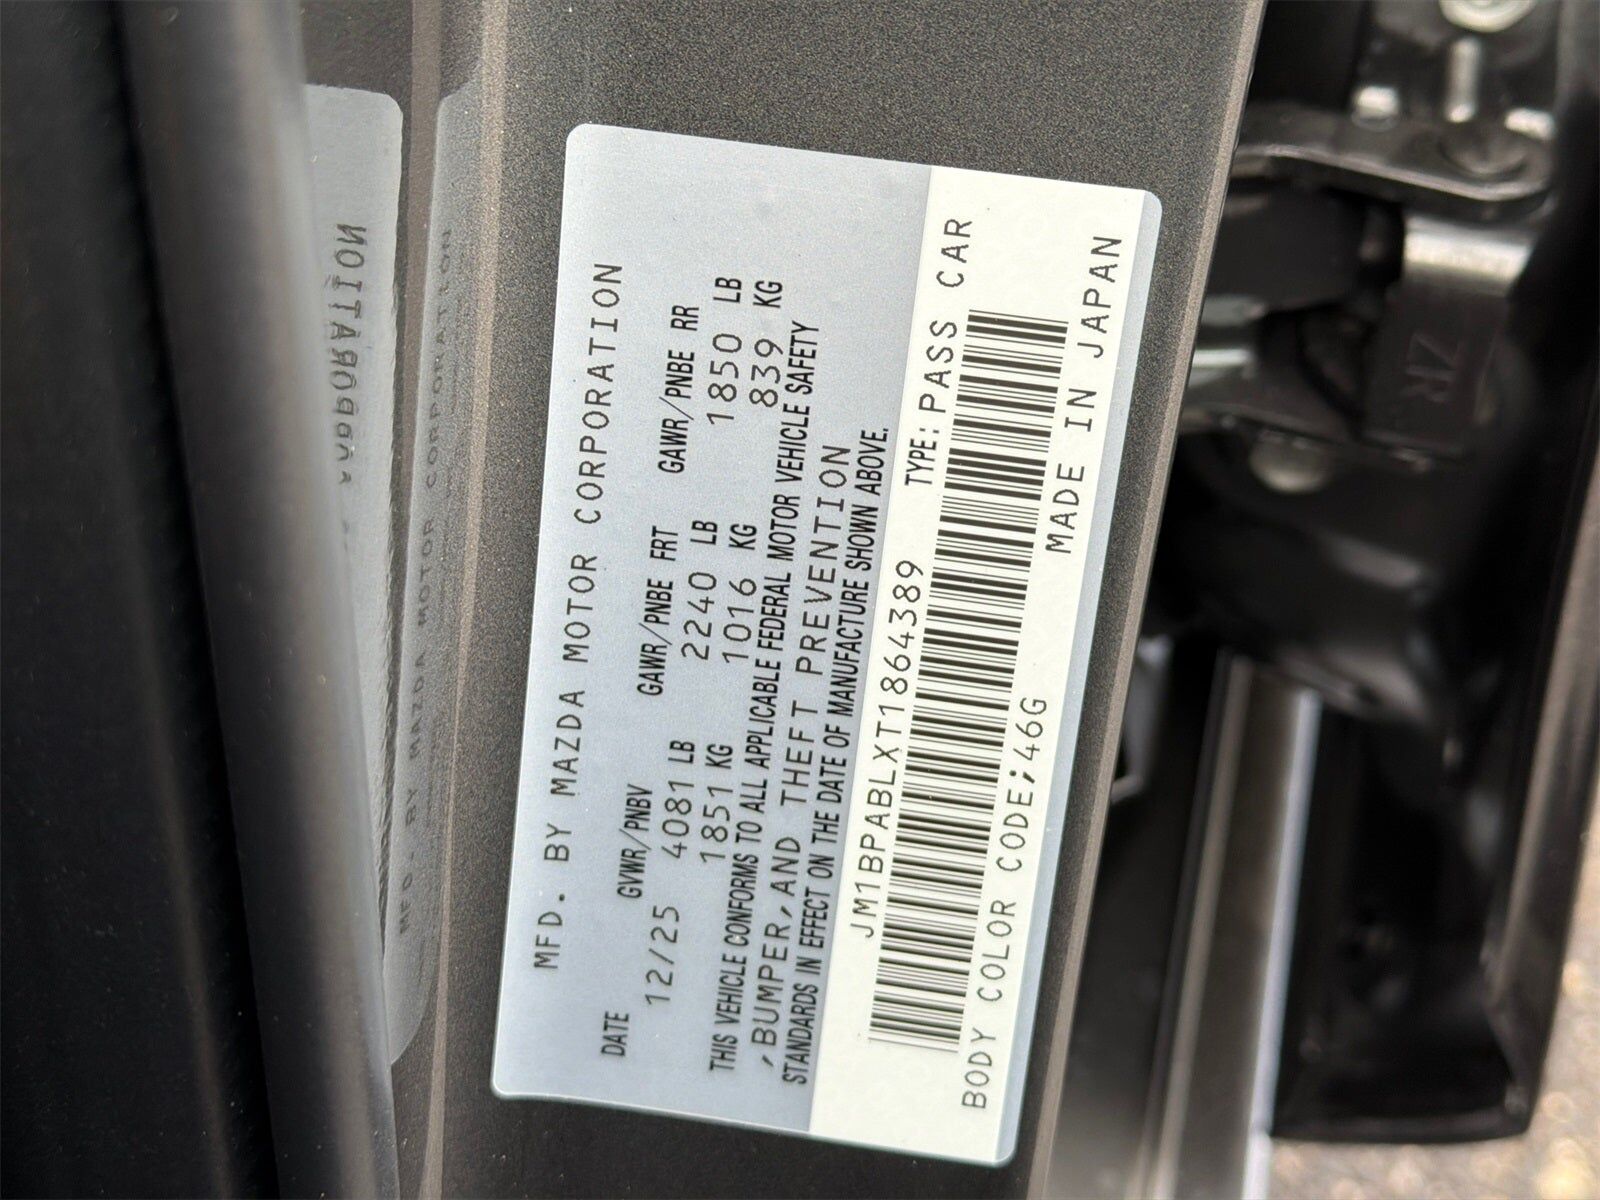 MFD. BY MAZDA MOTOR CORPORATION
DATE GVWR/PNBV GAWR/PNBE FRT GAWR/PNBE RR
12/25 4081 LB 2240 LB 1850 LB
1851 KG 1016 KG 839 KG
THIS VEHICLE CONFORMS TO ALL APPLICABLE FEDERAL MOTOR VEHICLE SAFETY
,BUMPER,AND THEFT PREVENTION
STANDARDS IN EFFECT ON THE DATE OF MANUFACTURE SHOWN ABOVE.
JM1BPABLXT1864389 TYPE: PASS CAR
BODY COLOR CODE;46G MADE IN JAPAN
MFD. BY MAZDA MOTOR CORPORATION
ZR